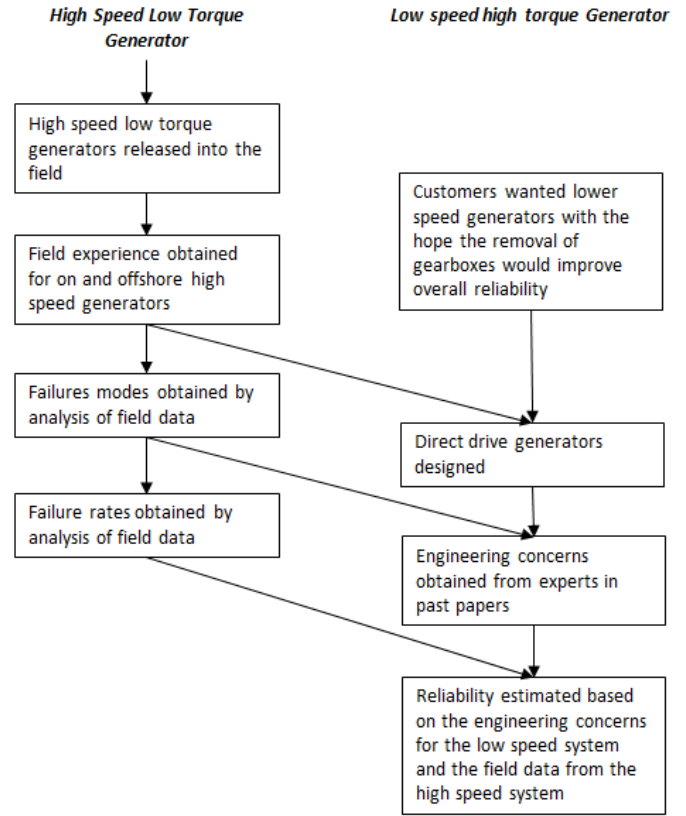 High Speed Low Torque
Generator
Low speed high torque Generator
High speed low torque
generators released into the
field
Customers wanted lower
speed generators with the
hope the removal of
gearboxes would improve
overall reliability
Field experience obtained
for on and offshore high
speed generators
Failures modes obtained by
analysis of field data
Direct drive generators
designed
Failure rates obtained by
analysis of field data
Engineering concerns
obtained from experts in
past papers
Reliability estimated based
on the engineering concerns
for the low speed system
and the field data from the
high speed system